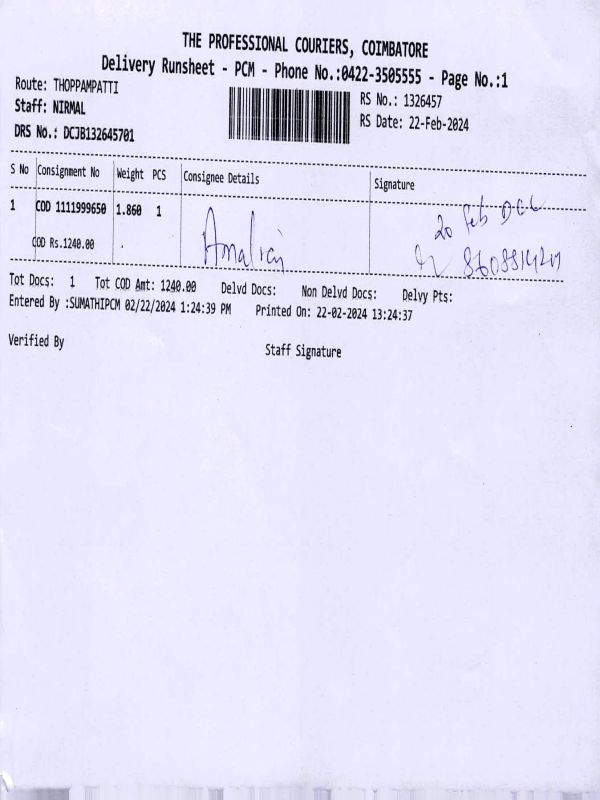 THE PROFESSIONAL COURIERS, COIMBATORE
Delivery Runsheet - PCM - Phone No.:0422-3505555 - Page No.:1
Route: THOPPAMPATTI
Staff: NIRMAL
DRS No.: DCJB132645701
RS No.: 1326457
RS Date: 22-Feb-2024
S No Consignment No Weight PCS Consignee Details Signature
1 COD 1111999650 1.860 1
COD Rs.1240.00
Tot Docs: 1 Tot COD Amt: 1240.00 Delvd Docs: Non Delvd Docs: Delvy Pts:
Entered By :SUMATHIPCM 02/22/2024 1:24:39 PM Printed On: 22-02-2024 13:24:37
Verified By Staff Signature